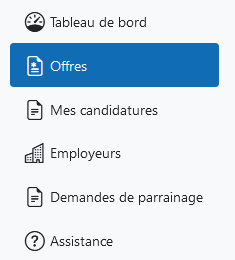 Tableau de bord
Offres
Mes candidatures
Employeurs
Demandes de parrainage
Assistance